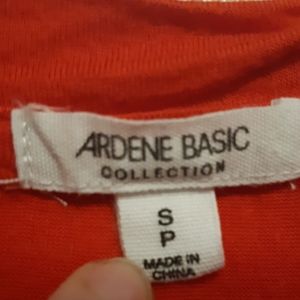 ARDENE BASIC
COLLECTION
S
P
MADE IN
CHINA